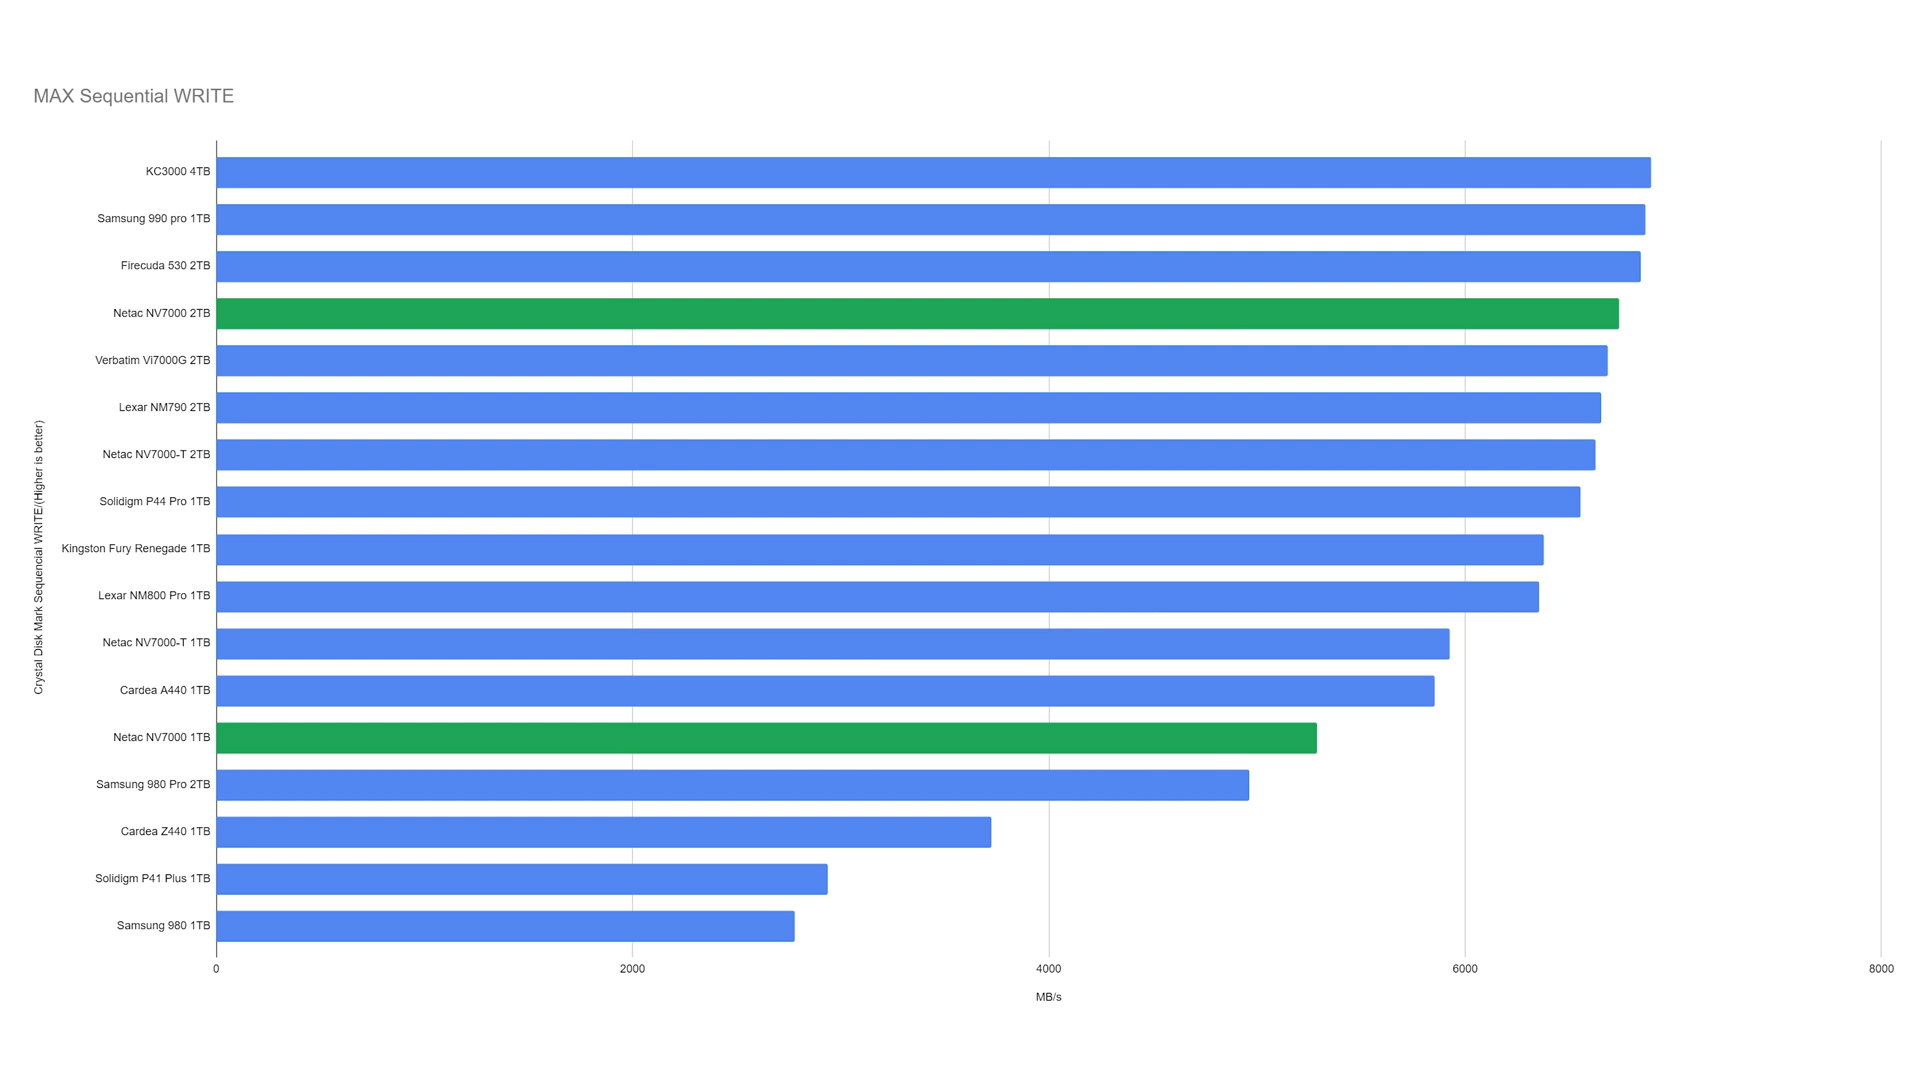 MAX Sequential WRITE
Crystal Disk Mark Sequencial WRITE/(Higher is better)
KC3000 4TB
Samsung 990 pro 1TB
Firecuda 530 2TB
Netac NV7000 2TB
Verbatim Vi7000G 2TB
Lexar NM790 2TB
Netac NV7000-T 2TB
Solidigm P44 Pro 1TB
Kingston Fury Renegade 1TB
Lexar NM800 Pro 1TB
Netac NV7000-T 1TB
Cardea A440 1TB
Netac NV7000 1TB
Samsung 980 Pro 2TB
Cardea Z440 1TB
Solidigm P41 Plus 1TB
Samsung 980 1TB
0 2000 4000 6000 8000
MB/s